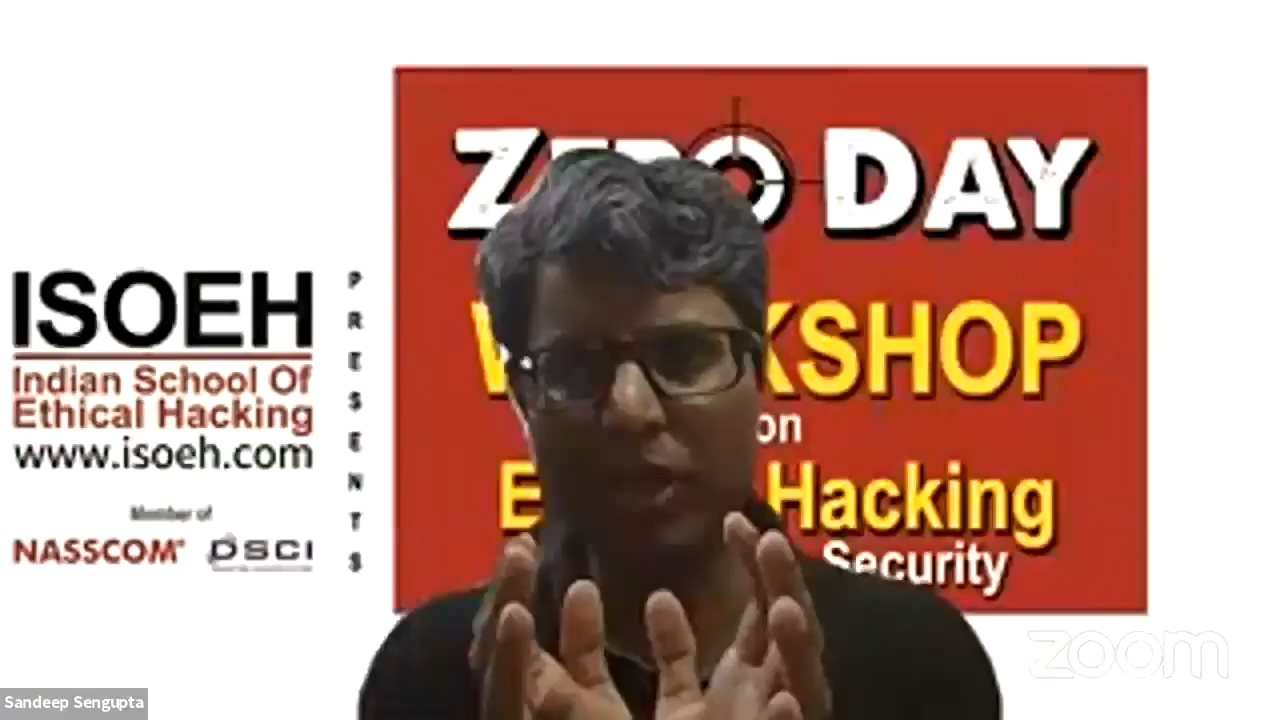 ISOEH
Indian School Of
Ethical Hacking
www.isoeh.com
Member of
NASSCOM
DSCI
PRESENTS
ZERO DAY
KSHOP
on
E Hacking
Security
zoom
Sandeep Sengupta